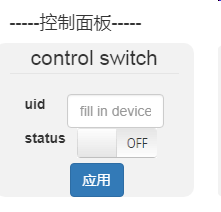 -----控制面板-----
control switch
uid fill in device
status OFF
应用